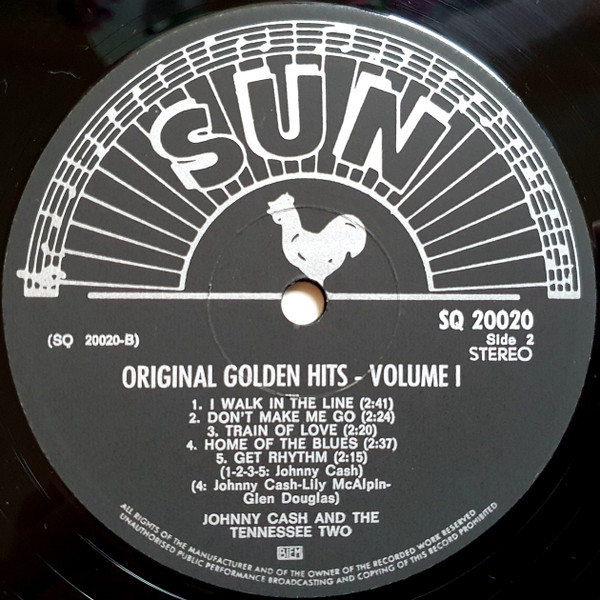 SUN
SQ 20020
(SQ 20020-B)
Side 2
STEREO
ORIGINAL GOLDEN HITS - VOLUME I
1. I WALK IN THE LINE (2:41)
2. DON'T MAKE ME GO (2:24)
3. TRAIN OF LOVE (2:20)
4. HOME OF THE BLUES (2:37)
5. GET RHYTHM (2:15)
(1-2-3-5: Johnny Cash)
(4: Johnny Cash-Lily McAlpin-
Glen Douglas)
JOHNNY CASH AND THE
TENNESSEE TWO
BIEM
ALL RIGHTS OF THE MANUFACTURER AND OF THE OWNER OF THE RECORDED WORK RESERVED
UNAUTHORISED PUBLIC PERFORMANCE BROADCASTING AND COPYING OF THIS RECORD PROHIBITED